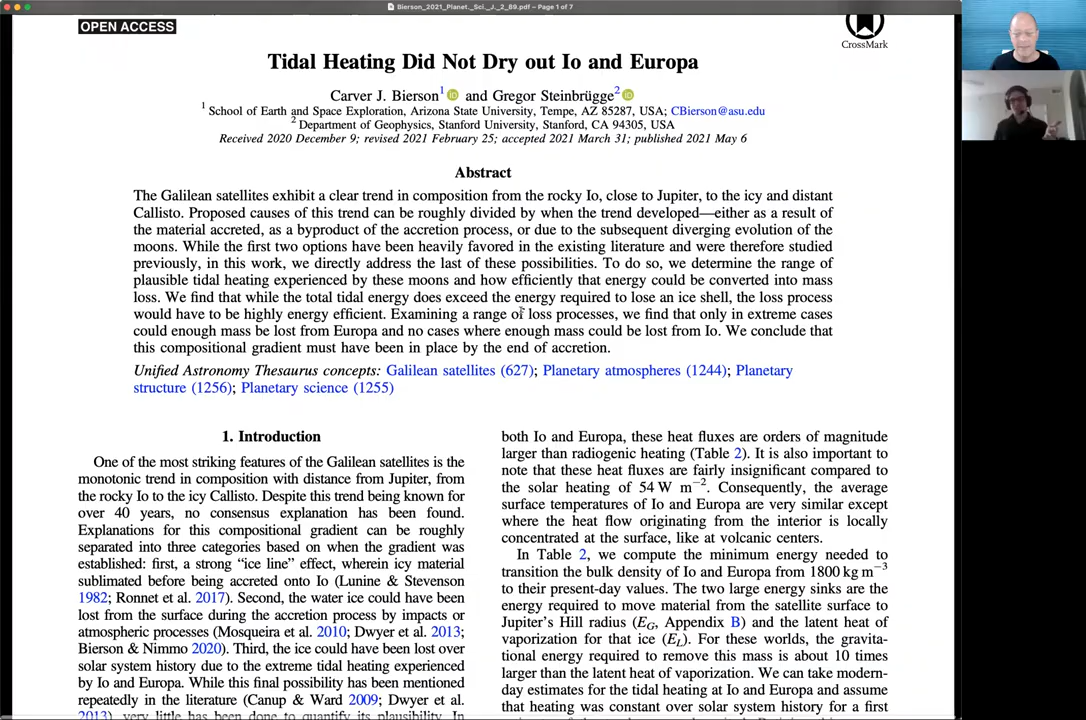 Bierson_2021_Planet._Sci._J._2_89.pdf – Page 1 of 7
OPEN ACCESS
CrossMark
Tidal Heating Did Not Dry out Io and Europa
Carver J. Bierson1 iD and Gregor Steinbrügge2 iD
1 School of Earth and Space Exploration, Arizona State University, Tempe, AZ 85287, USA; CBierson@asu.edu
2 Department of Geophysics, Stanford University, Stanford, CA 94305, USA
Received 2020 December 9; revised 2021 February 25; accepted 2021 March 31; published 2021 May 6
Abstract
The Galilean satellites exhibit a clear trend in composition from the rocky Io, close to Jupiter, to the icy and distant
Callisto. Proposed causes of this trend can be roughly divided by when the trend developed—either as a result of
the material accreted, as a byproduct of the accretion process, or due to the subsequent diverging evolution of the
moons. While the first two options have been heavily favored in the existing literature and were therefore studied
previously, in this work, we directly address the last of these possibilities. To do so, we determine the range of
plausible tidal heating experienced by these moons and how efficiently that energy could be converted into mass
loss. We find that while the total tidal energy does exceed the energy required to lose an ice shell, the loss process
would have to be highly energy efficient. Examining a range of loss processes, we find that only in extreme cases
could enough mass be lost from Europa and no cases where enough mass could be lost from Io. We conclude that
this compositional gradient must have been in place by the end of accretion.
Unified Astronomy Thesaurus concepts: Galilean satellites (627); Planetary atmospheres (1244); Planetary
structure (1256); Planetary science (1255)
1. Introduction
One of the most striking features of the Galilean satellites is the
monotonic trend in composition with distance from Jupiter, from
the rocky Io to the icy Callisto. Despite this trend being known for
over 40 years, no consensus explanation has been found.
Explanations for this compositional gradient can be roughly
separated into three categories based on when the gradient was
established: first, a strong “ice line” effect, wherein icy material
sublimated before being accreted onto Io (Lunine & Stevenson
1982; Ronnet et al. 2017). Second, the water ice could have been
lost from the surface during the accretion process by impacts or
atmospheric processes (Mosqueira et al. 2010; Dwyer et al. 2013;
Bierson & Nimmo 2020). Third, the ice could have been lost over
solar system history due to the extreme tidal heating experienced
by Io and Europa. While this final possibility has been mentioned
repeatedly in the literature (Canup & Ward 2009; Dwyer et al.
2013), very little has been done to quantify its plausibility. In
both Io and Europa, these heat fluxes are orders of magnitude
larger than radiogenic heating (Table 2). It is also important to
note that these heat fluxes are fairly insignificant compared to
the solar heating of 54 W m−2. Consequently, the average
surface temperatures of Io and Europa are very similar except
where the heat flow originating from the interior is locally
concentrated at the surface, like at volcanic centers.
In Table 2, we compute the minimum energy needed to
transition the bulk density of Io and Europa from 1800 kg m−3
to their present-day values. The two large energy sinks are the
energy required to move material from the satellite surface to
Jupiter’s Hill radius (EG, Appendix B) and the latent heat of
vaporization for that ice (EL). For these worlds, the gravita-
tional energy required to remove this mass is about 10 times
larger than the latent heat of vaporization. We can take modern-
day estimates for the tidal heating at Io and Europa and assume
that heating was constant over solar system history for a first